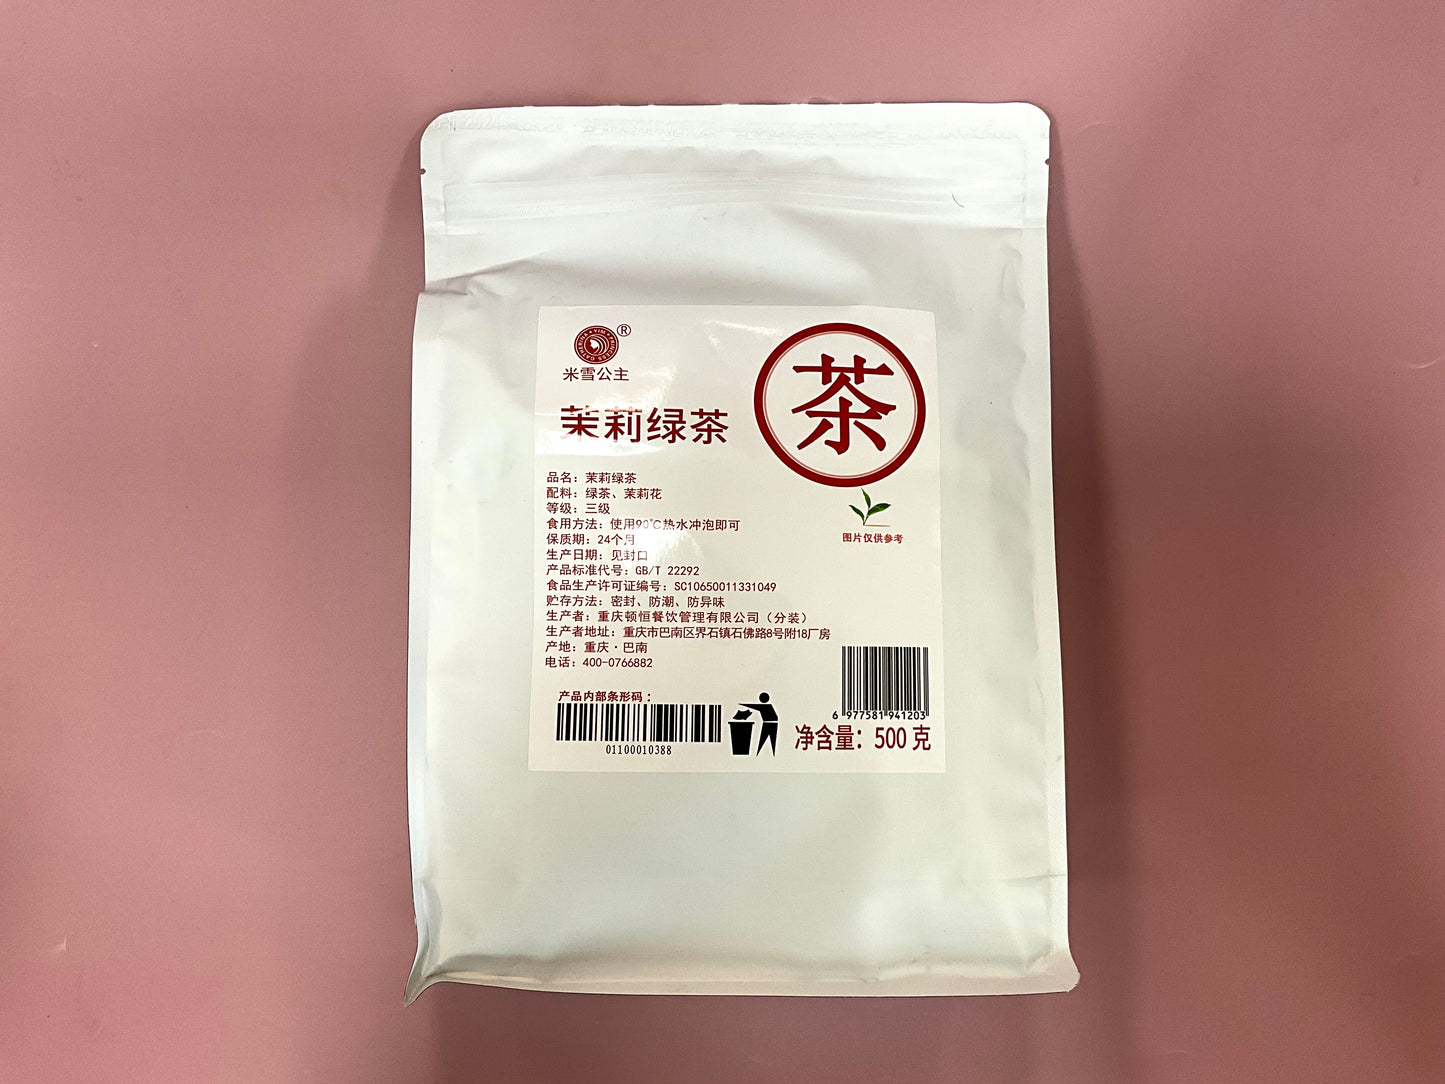 CATHERINA • YIM • PRINCESS
®
米雪公主
茶
茉莉绿茶
品名：茉莉绿茶
配料：绿茶、茉莉花
等级：三级
食用方法：使用90℃热水冲泡即可
保质期：24个月
生产日期：见封口
产品标准代号：GB/T 22292
食品生产许可证编号：SC10650011331049
贮存方法：密封、防潮、防异味
生产者：重庆顿恒餐饮管理有限公司（分装）
生产者地址：重庆市巴南区界石镇石佛路8号附18厂房
产地：重庆·巴南
电话：400-0766882
图片仅供参考
产品内部条形码：
01100010388
6 977581 941203
净含量：500 克